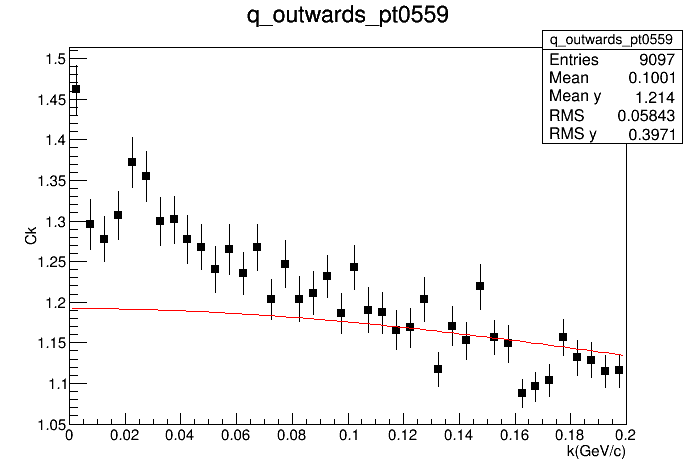 q_outwards_pt0559
q_outwards_pt0559
Entries 9097
Mean 0.1001
Mean y 1.214
RMS 0.05843
RMS y 0.3971
Ck
1.5
1.45
1.4
1.35
1.3
1.25
1.2
1.15
1.1
1.05
0 0.02 0.04 0.06 0.08 0.1 0.12 0.14 0.16 0.18 0.2
k(GeV/c)